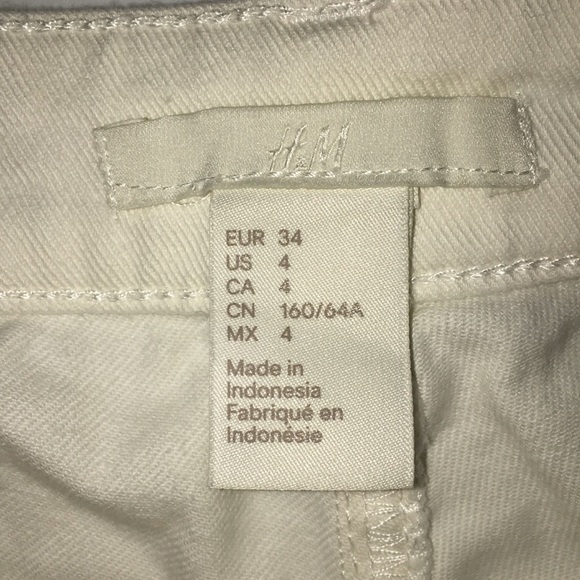 H&M
EUR 34
US 4
CA 4
CN 160/64A
MX 4
Made in
Indonesia
Fabriqué en
Indonésie